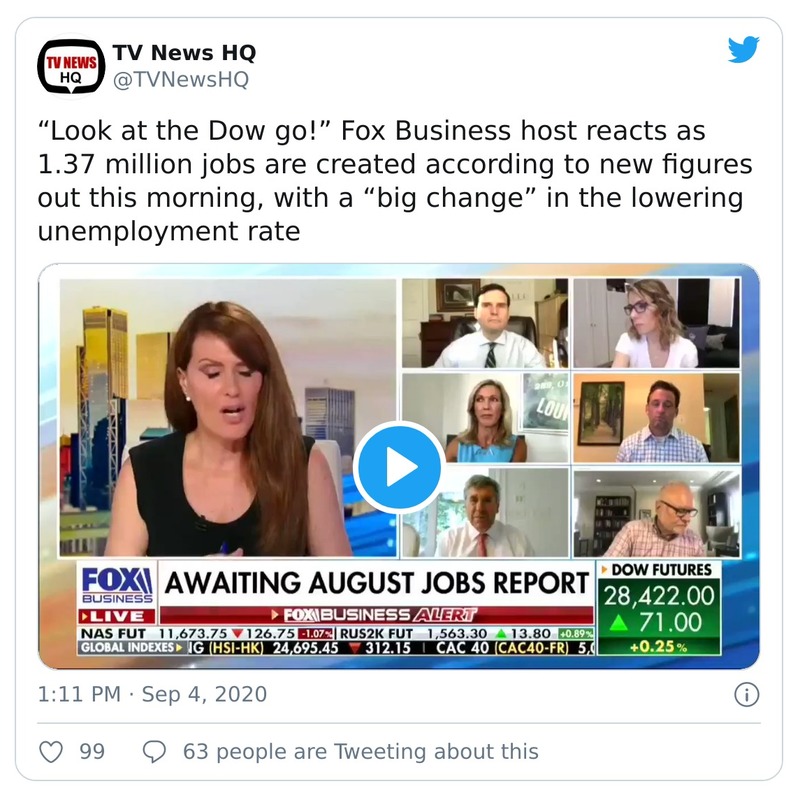 TV NEWS
HQ
TV News HQ
@TVNewsHQ
“Look at the Dow go!” Fox Business host reacts as
1.37 million jobs are created according to new figures
out this morning, with a “big change” in the lowering
unemployment rate
FOX
BUSINESS
LIVE
AWAITING AUGUST JOBS REPORT
FOX BUSINESS ALERT
DOW FUTURES
28,422.00
▲ 71.00
+0.25%
NAS FUT 11,673.75 ▼ 126.75 -1.07% RUS2K FUT 1,563.30 ▲ 13.80 +0.89%
GLOBAL INDEXES NG (HSI-HK) 24,695.45 ▼ 312.15 CAC 40 (CAC40-FR) 5,0
1:11 PM · Sep 4, 2020
99
63 people are Tweeting about this